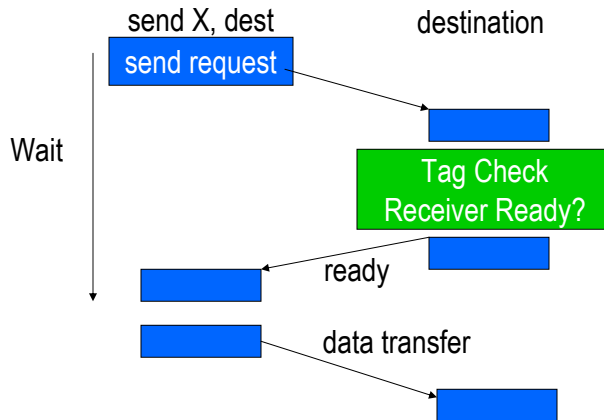 send X, dest
destination
send request
Wait
Tag Check
Receiver Ready?
ready
data transfer